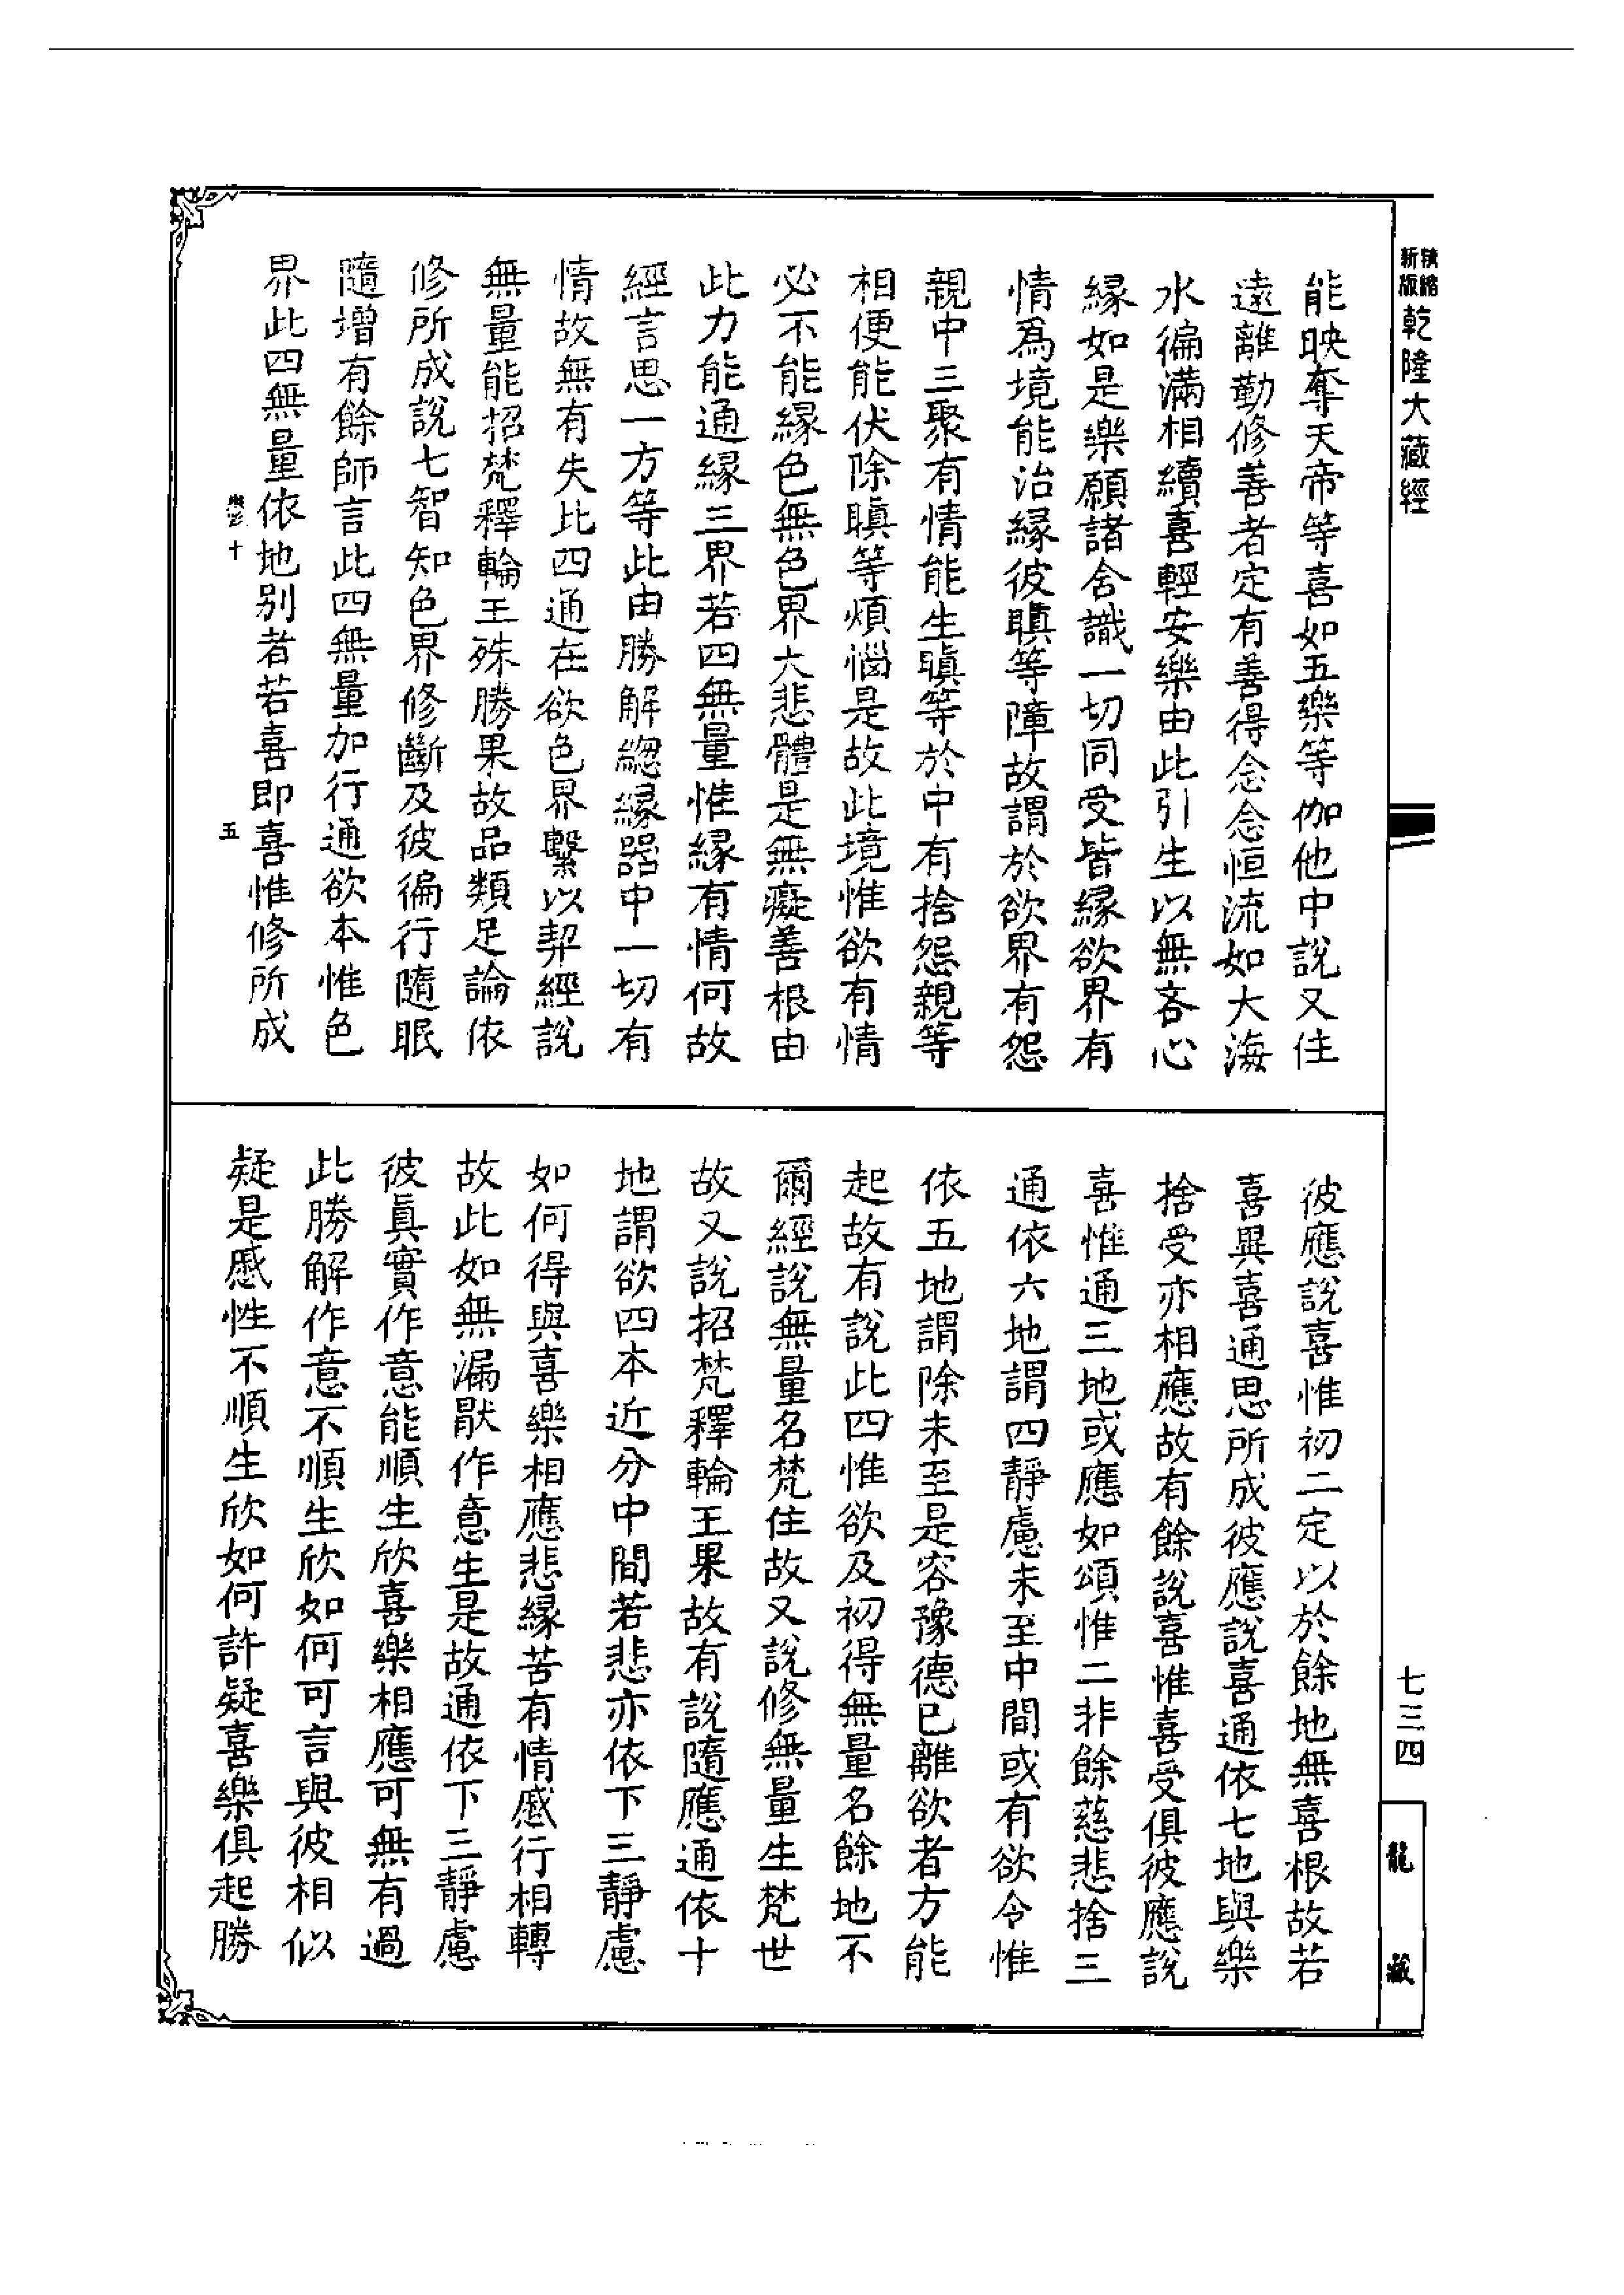 精縮
新版
乾隆大藏經
能映奪天帝等喜如五樂等伽他中說又住
遠離勤修善者定有善得念念恒流如大海
水徧滿相續喜輕安樂由此引生以無吝心
緣如是樂願諸含識一切同受皆緣欲界有
情爲境能治緣彼瞋等障故謂於欲界有怨
親中三聚有情能生瞋等於中有捨怨親等
相便能伏除瞋等煩惱是故此境惟欲有情
必不能緣色無色界大悲體是無癡善根由
此力能通緣三界若四無量惟緣有情何故
經言思一方等此由勝解緫緣器中一切有
情故無有失比四通在欲色界繫以契經說
無量能招梵釋輪王殊勝果故品類足論依
修所成說七智知色界修斷及彼徧行隨眠
隨增有餘師言此四無量加行通欲本惟色
界此四無量依地别者若喜即喜惟修所成
十
五
彼應說喜惟初二定以於餘地無喜根故若
喜異喜通思所成彼應說喜通依七地與樂
捨受亦相應故有餘說喜惟喜受俱彼應說
喜惟通三地或應如頌惟二非餘慈悲捨三
通依六地謂四靜慮未至中間或有欲令惟
依五地謂除未至是容豫德已離欲者方能
起故有說此四惟欲及初得無量名餘地不
爾經說無量名梵住故又說修無量生梵世
故又說招梵釋輪王果故有說隨應通依十
地謂欲四本近分中間若悲亦依下三靜慮
如何得與喜樂相應悲緣苦有情慼行相轉
故此如無漏猒作意生是故通依下三靜慮
彼眞實作意能順生欣喜樂相應可無有過
此勝解作意不順生欣如何可言與彼相似
疑是慼性不順生欣如何許疑喜樂俱起勝
七三四
龍藏